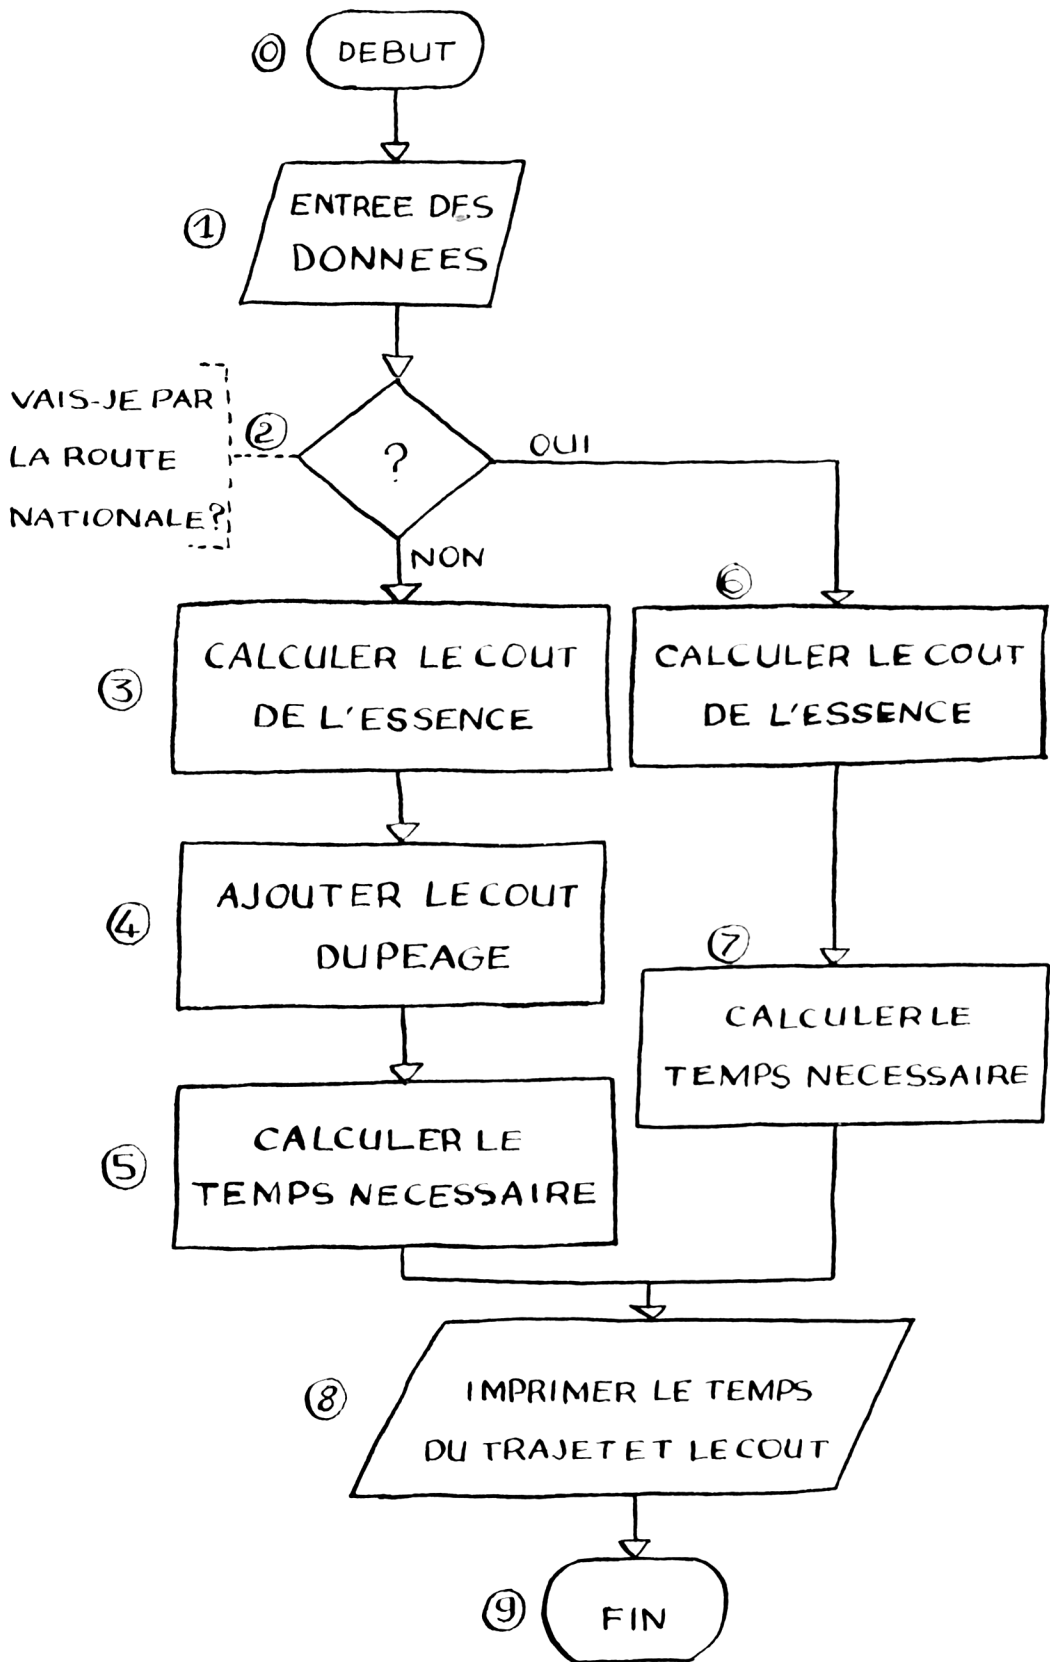 0 DEBUT
1 ENTREE DES
DONNEES
VAIS-JE PAR
LA ROUTE
NATIONALE?
2 ?
OUI
NON
3 CALCULER LE COUT
DE L'ESSENCE
4 AJOUTER LE COUT
DU PEAGE
5 CALCULER LE
TEMPS NECESSAIRE
6 CALCULER LE COUT
DE L'ESSENCE
7 CALCULER LE
TEMPS NECESSAIRE
8 IMPRIMER LE TEMPS
DU TRAJET ET LE COUT
9 FIN